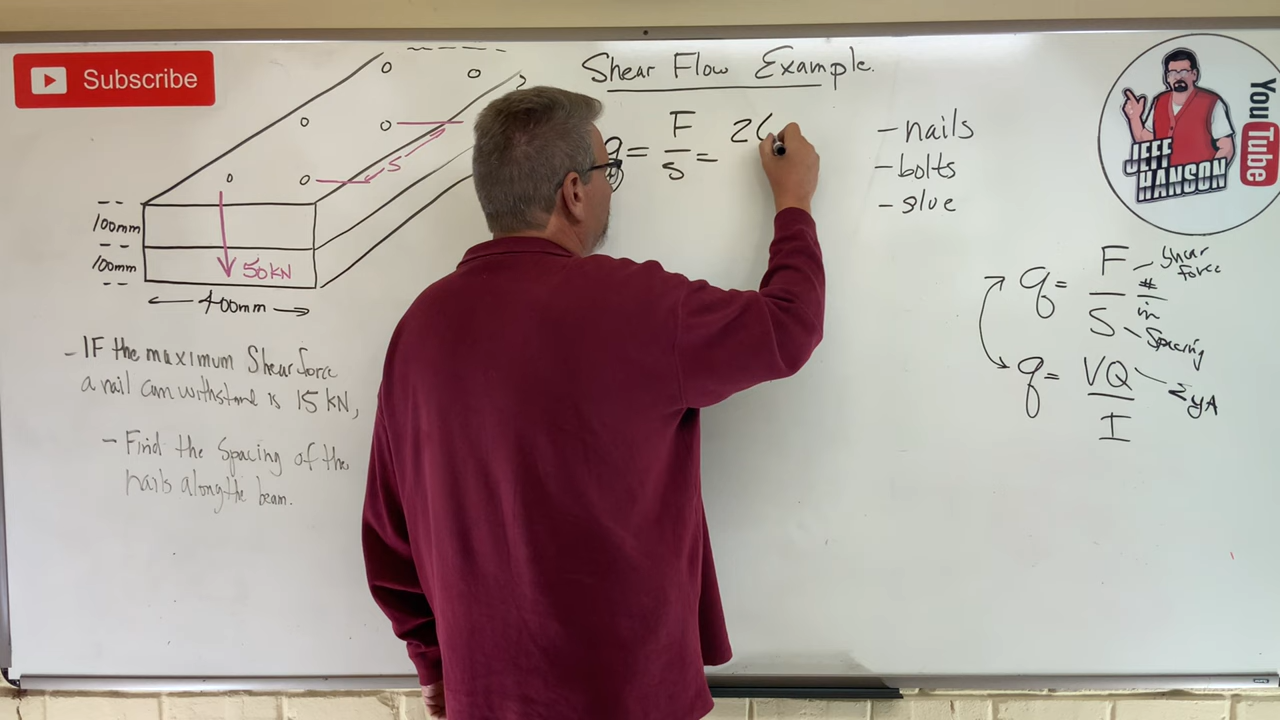 Subscribe
Shear Flow Example.
q = F/S = 2(
- nails
- bolts
- glue
YouTube
JEFF
HANSON
S
100mm
100mm
50KN
400mm
q = F/S
Shear force
#/in
Spacing
q = VQ/I
ΣyA
- IF the maximum Shear force
a nail can withstand is 15 KN,
- Find the Spacing of the
nails along the beam.